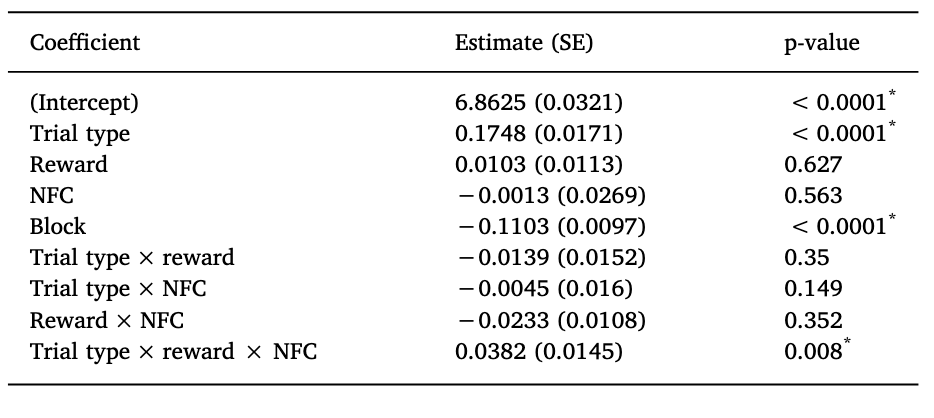 Coefficient Estimate (SE) p-value
(Intercept) 6.8625 (0.0321) < 0.0001*
Trial type 0.1748 (0.0171) < 0.0001*
Reward 0.0103 (0.0113) 0.627
NFC −0.0013 (0.0269) 0.563
Block −0.1103 (0.0097) < 0.0001*
Trial type × reward −0.0139 (0.0152) 0.35
Trial type × NFC −0.0045 (0.016) 0.149
Reward × NFC −0.0233 (0.0108) 0.352
Trial type × reward × NFC 0.0382 (0.0145) 0.008*